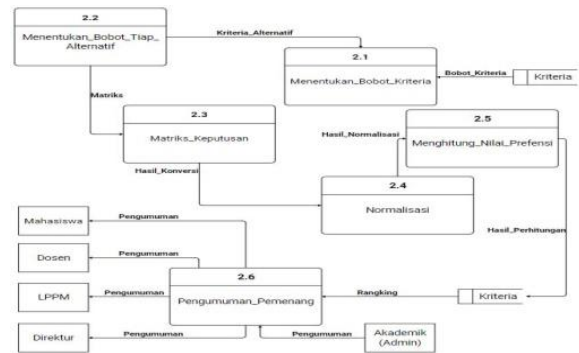 2.2
Menentukan_Bobot_Tiap_
Alternatif
Kriteria_Alternatif
2.1
Menentukan_Bobot_Kriteria
Bobot_Kriteria
Kriteria
Matriks
2.3
Matriks_Keputusan
Hasil_Normalisasi
2.5
Menghitung_Nilai_Prefensi
Hasil_Konversi
2.4
Normalisasi
Hasil_Perhitungan
Mahasiswa
Pengumuman
Dosen
Pengumuman
2.6
Pengumuman_Pemenang
LPPM
Pengumuman
Rangking
Kriteria
Direktur
Pengumuman
Pengumuman
Akademik
(Admin)